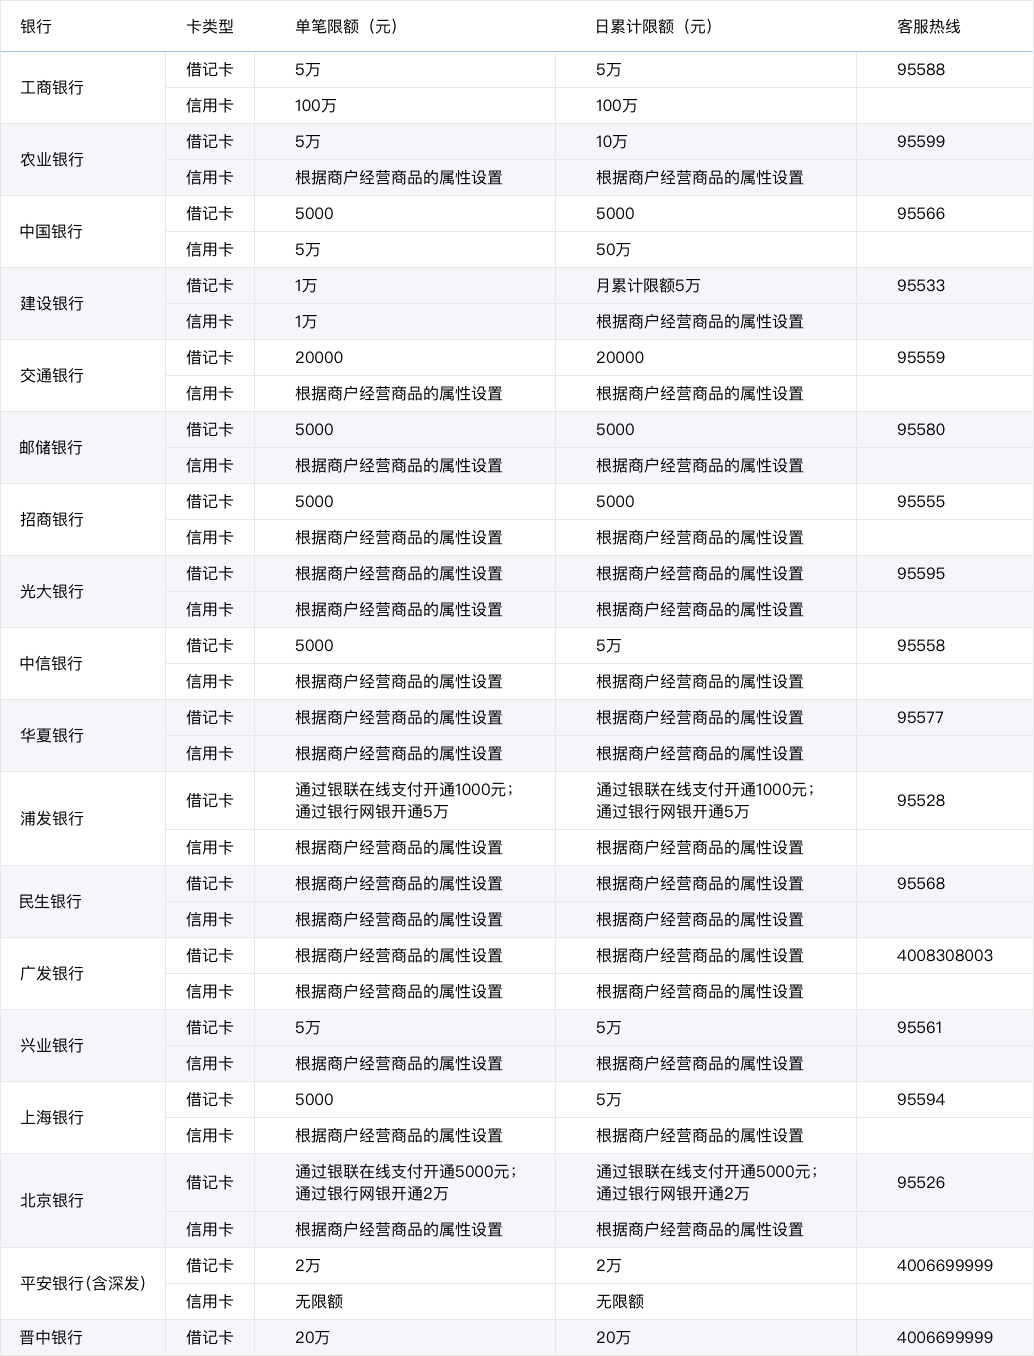 银行 卡类型 单笔限额（元） 日累计限额（元） 客服热线
工商银行 借记卡 5万 5万 95588
信用卡 100万 100万
农业银行 借记卡 5万 10万 95599
信用卡 根据商户经营商品的属性设置 根据商户经营商品的属性设置
中国银行 借记卡 5000 5000 95566
信用卡 5万 50万
建设银行 借记卡 1万 月累计限额5万 95533
信用卡 1万 根据商户经营商品的属性设置
交通银行 借记卡 20000 20000 95559
信用卡 根据商户经营商品的属性设置 根据商户经营商品的属性设置
邮储银行 借记卡 5000 5000 95580
信用卡 根据商户经营商品的属性设置 根据商户经营商品的属性设置
招商银行 借记卡 5000 5000 95555
信用卡 根据商户经营商品的属性设置 根据商户经营商品的属性设置
光大银行 借记卡 根据商户经营商品的属性设置 根据商户经营商品的属性设置 95595
信用卡 根据商户经营商品的属性设置 根据商户经营商品的属性设置
中信银行 借记卡 5000 5万 95558
信用卡 根据商户经营商品的属性设置 根据商户经营商品的属性设置
华夏银行 借记卡 根据商户经营商品的属性设置 根据商户经营商品的属性设置 95577
信用卡 根据商户经营商品的属性设置 根据商户经营商品的属性设置
浦发银行 借记卡 通过银联在线支付开通1000元； 通过银联在线支付开通1000元； 95528
通过银行网银开通5万 通过银行网银开通5万
信用卡 根据商户经营商品的属性设置 根据商户经营商品的属性设置
民生银行 借记卡 根据商户经营商品的属性设置 根据商户经营商品的属性设置 95568
信用卡 根据商户经营商品的属性设置 根据商户经营商品的属性设置
广发银行 借记卡 根据商户经营商品的属性设置 根据商户经营商品的属性设置 4008308003
信用卡 根据商户经营商品的属性设置 根据商户经营商品的属性设置
兴业银行 借记卡 5万 5万 95561
信用卡 根据商户经营商品的属性设置 根据商户经营商品的属性设置
上海银行 借记卡 5000 5万 95594
信用卡 根据商户经营商品的属性设置 根据商户经营商品的属性设置
北京银行 借记卡 通过银联在线支付开通5000元； 通过银联在线支付开通5000元； 95526
通过银行网银开通2万 通过银行网银开通2万
信用卡 根据商户经营商品的属性设置 根据商户经营商品的属性设置
平安银行(含深发) 借记卡 2万 2万 4006699999
信用卡 无限额 无限额
晋中银行 借记卡 20万 20万 4006699999